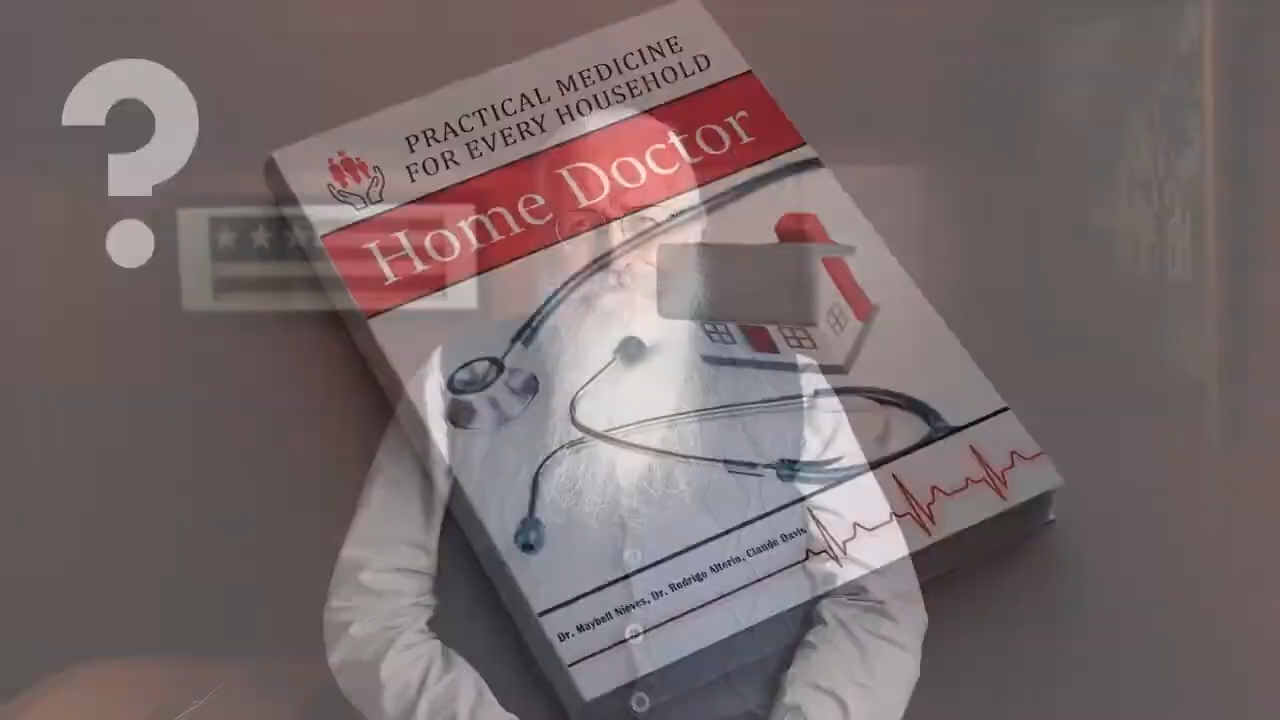 ?
PRACTICAL MEDICINE
FOR EVERY HOUSEHOLD
Home Doctor
Dr. Maybell Nieves, Dr. Rodrigo Alterio, Claude Davis